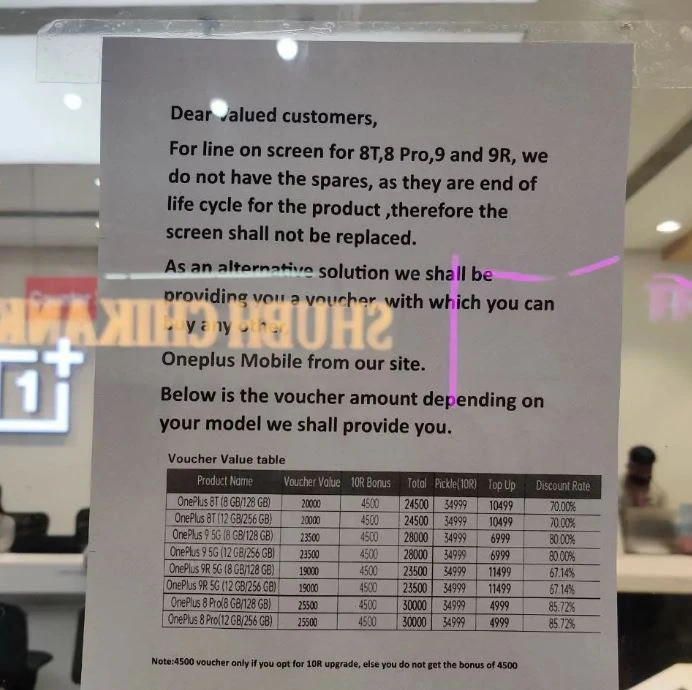 Dear valued customers,
For line on screen for 8T,8 Pro,9 and 9R, we
do not have the spares, as they are end of
life cycle for the product ,therefore the
screen shall not be replaced.
As an alternative solution we shall be
providing you a voucher with which you can
buy any other
SHUBH CHIKANK
1+
Oneplus Mobile from our site.
Below is the voucher amount depending on
your model we shall provide you.
Voucher Value table
Product Name Voucher Value 10R Bonus Total Pickle(10R) Top Up Discount Rate
OnePlus 8T (8 GB/128 GB) 20000 4500 24500 34999 10499 70.00%
OnePlus 8T (12 GB/256 GB) 20000 4500 24500 34999 10499 70.00%
OnePlus 9 5G (8 GB/128 GB) 23500 4500 28000 34999 6999 80.00%
OnePlus 9 5G (12 GB/256 GB) 23500 4500 28000 34999 6999 80.00%
OnePlus 9R 5G (8 GB/128 GB) 19000 4500 23500 34999 11499 67.14%
OnePlus 9R 5G (12 GB/256 GB) 19000 4500 23500 34999 11499 67.14%
OnePlus 8 Pro(8 GB/128 GB) 25500 4500 30000 34999 4999 85.72%
OnePlus 8 Pro(12 GB/256 GB) 25500 4500 30000 34999 4999 85.72%
Note:4500 voucher only if you opt for 10R upgrade, else you do not get the bonus of 4500